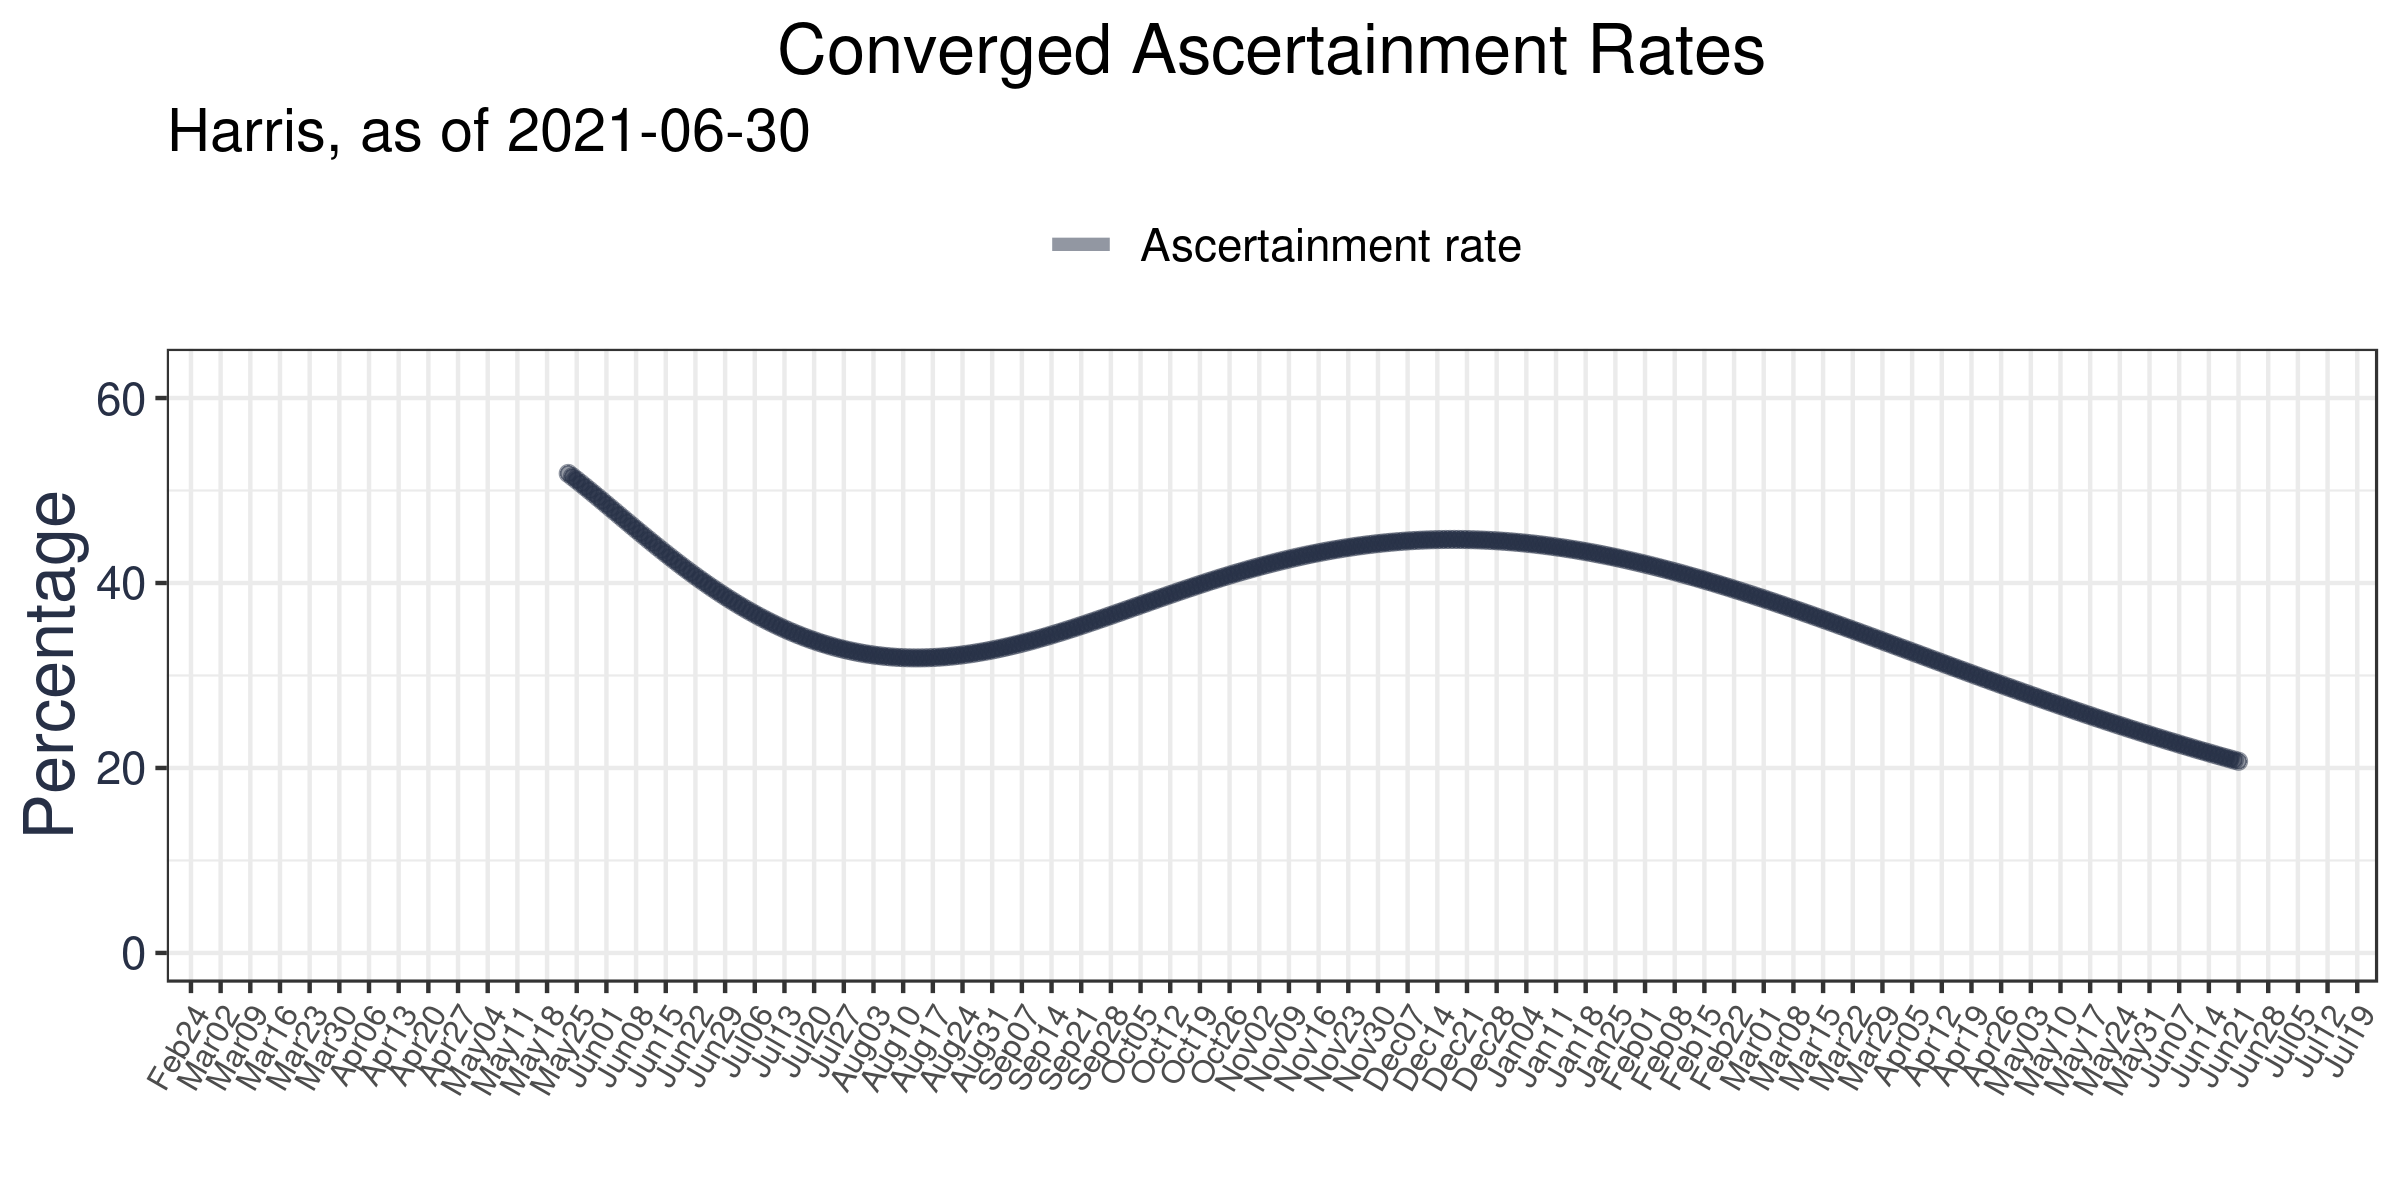 Converged Ascertainment Rates
Harris, as of 2021-06-30
Ascertainment rate
Percentage
60
40
20
0
Feb24 Mar02 Mar09 Mar16 Mar23 Mar30 Apr06 Apr13 Apr20 Apr27 May04 May11 May18 May25 Jun01 Jun08 Jun15 Jun22 Jun29 Jul06 Jul13 Jul20 Jul27 Aug03 Aug10 Aug17 Aug24 Aug31 Sep07 Sep14 Sep21 Sep28 Oct05 Oct12 Oct19 Oct26 Nov02 Nov09 Nov16 Nov23 Nov30 Dec07 Dec14 Dec21 Dec28 Jan04 Jan11 Jan18 Jan25 Feb01 Feb08 Feb15 Feb22 Mar01 Mar08 Mar15 Mar22 Mar29 Apr05 Apr12 Apr19 Apr26 May03 May10 May17 May24 May31 Jun07 Jun14 Jun21 Jun28 Jul05 Jul12 Jul19